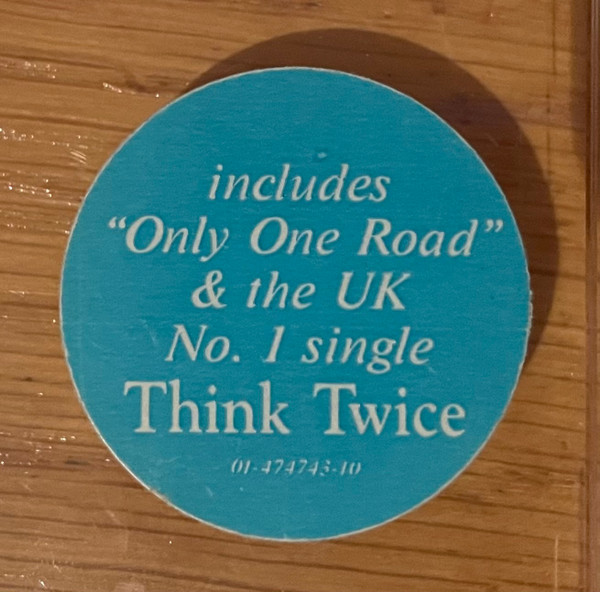 includes
“Only One Road”
& the UK
No. 1 single
Think Twice
01-474743-10